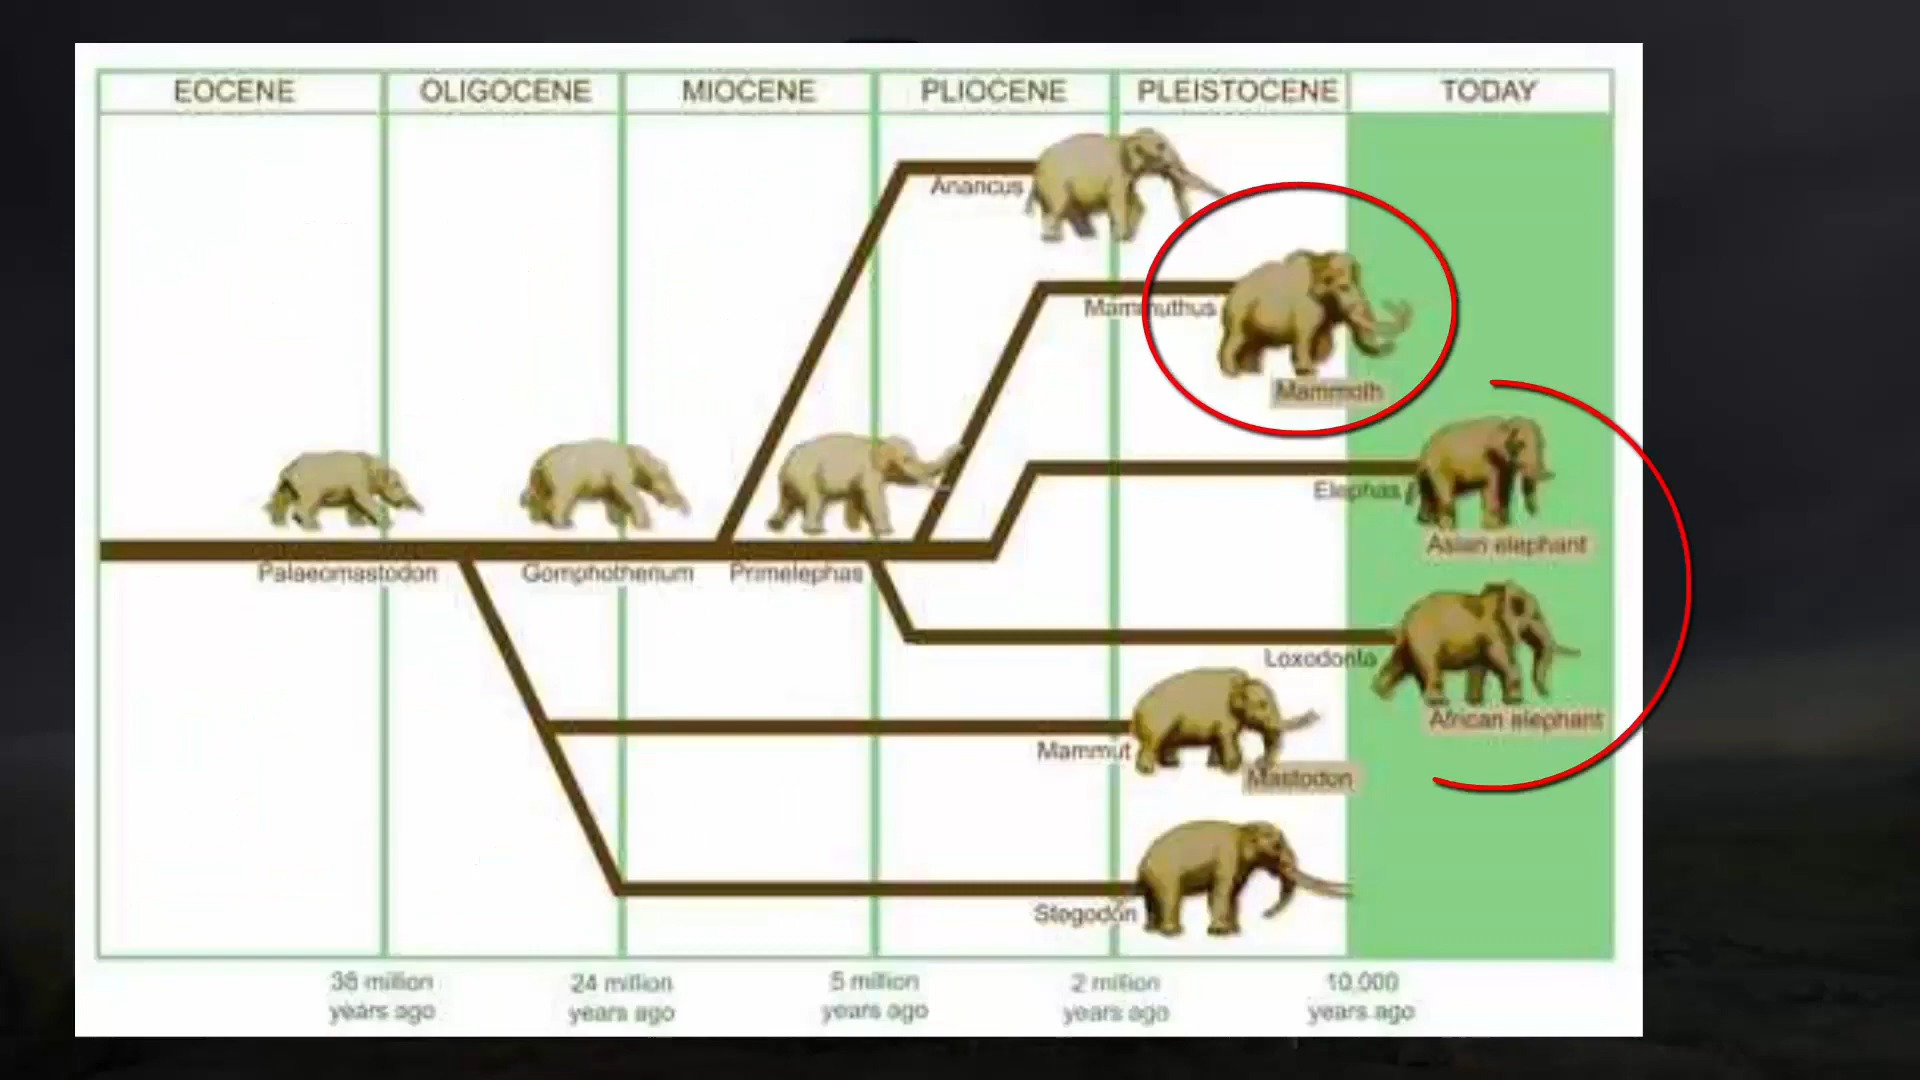 EOCENE
OLIGOCENE
MIOCENE
PLIOCENE
PLEISTOCENE
TODAY
Anancus
Mammuthus
Mammoth
Elephas
Asian elephant
Palaeomastodon
Gomphotherium
Primelephas
Loxodonta
African elephant
Mammut
Mastodon
Stegodon
38 million
years ago
24 million
years ago
5 million
years ago
2 million
years ago
10,000
years ago